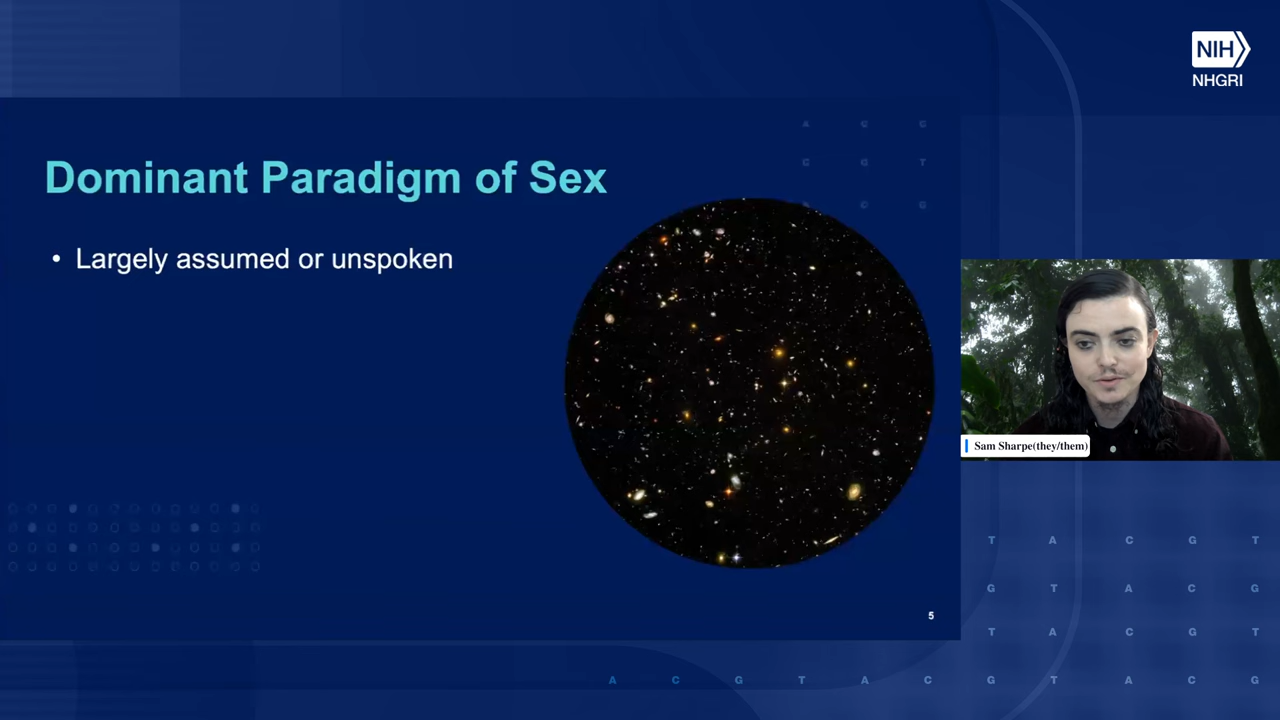 NIH
NHGRI
Dominant Paradigm of Sex
• Largely assumed or unspoken
Sam Sharpe(they/them)
5
T A C G T
G T A C G
T A C G T
A C G T A C G T A C G